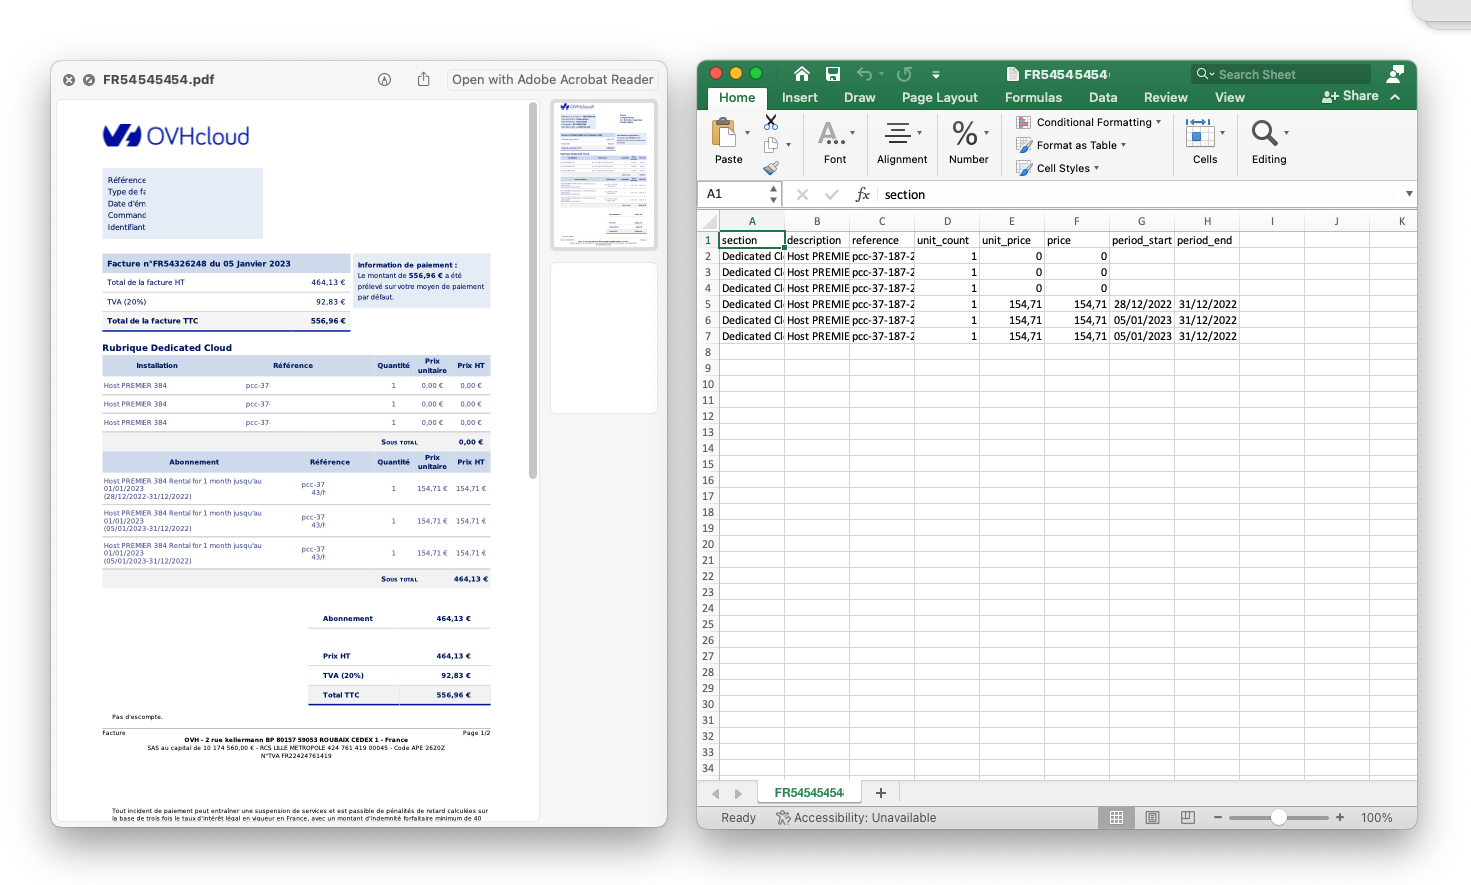 FR54545454.pdf
Open with Adobe Acrobat Reader
OVHcloud
Référence
Type de fa
Date d'ém
Command
Identifiant
Facture n°FR54326248 du 05 Janvier 2023
Total de la facture HT 464,13 €
TVA (20%) 92,83 €
Total de la facture TTC 556,96 €
Information de paiement :
Le montant de 556,96 € a été
prélevé sur votre moyen de paiement
par défaut.
Rubrique Dedicated Cloud
Installation Référence Quantité Prix unitaire Prix HT
Host PREMIER 384 pcc-37- 1 0,00 € 0,00 €
Host PREMIER 384 pcc-37- 1 0,00 € 0,00 €
Host PREMIER 384 pcc-37- 1 0,00 € 0,00 €
SOUS TOTAL 0,00 €
Abonnement Référence Quantité Prix unitaire Prix HT
Host PREMIER 384 Rental for 1 month jusqu'au
01/01/2023
(28/12/2022-31/12/2022)
pcc-37-
43/h
1 154,71 € 154,71 €
Host PREMIER 384 Rental for 1 month jusqu'au
01/01/2023
(05/01/2023-31/12/2022)
pcc-37
43/h
1 154,71 € 154,71 €
Host PREMIER 384 Rental for 1 month jusqu'au
01/01/2023
(05/01/2023-31/12/2022)
pcc-37
43/h
1 154,71 € 154,71 €
SOUS TOTAL 464,13 €
Abonnement 464,13 €
Prix HT 464,13 €
TVA (20%) 92,83 €
Total TTC 556,96 €
Pas d'escompte.
Facture Page 1/2
OVH - 2 rue kellermann BP 80157 59053 ROUBAIX CEDEX 1 - France
SAS au capital de 10 174 560,00 € - RCS LILLE METROPOLE 424 761 419 00045 - Code APE 2620Z
N°TVA FR22424761419
Tout incident de paiement peut entraîner une suspension de services et est passible de pénalités de retard calculées sur
la base de trois fois le taux d'intérêt légal en vigueur en France, avec un montant d'indemnité forfaitaire minimum de 40
FR54545454
Search Sheet
Home Insert Draw Page Layout Formulas Data Review View Share
Paste Font Alignment Number
Conditional Formatting
Format as Table
Cell Styles
Cells Editing
A1 fx section
A B C D E F G H I J K
1 section description reference unit_count unit_price price period_start period_end
2 Dedicated Cl Host PREMIE pcc-37-187-2 1 0 0
3 Dedicated Cl Host PREMIE pcc-37-187-2 1 0 0
4 Dedicated Cl Host PREMIE pcc-37-187-2 1 0 0
5 Dedicated Cl Host PREMIE pcc-37-187-2 1 154,71 154,71 28/12/2022 31/12/2022
6 Dedicated Cl Host PREMIE pcc-37-187-2 1 154,71 154,71 05/01/2023 31/12/2022
7 Dedicated Cl Host PREMIE pcc-37-187-2 1 154,71 154,71 05/01/2023 31/12/2022
8
9
10
11
12
13
14
15
16
17
18
19
20
21
22
23
24
25
26
27
28
29
30
31
32
33
34
FR54545454
Ready Accessibility: Unavailable 100%